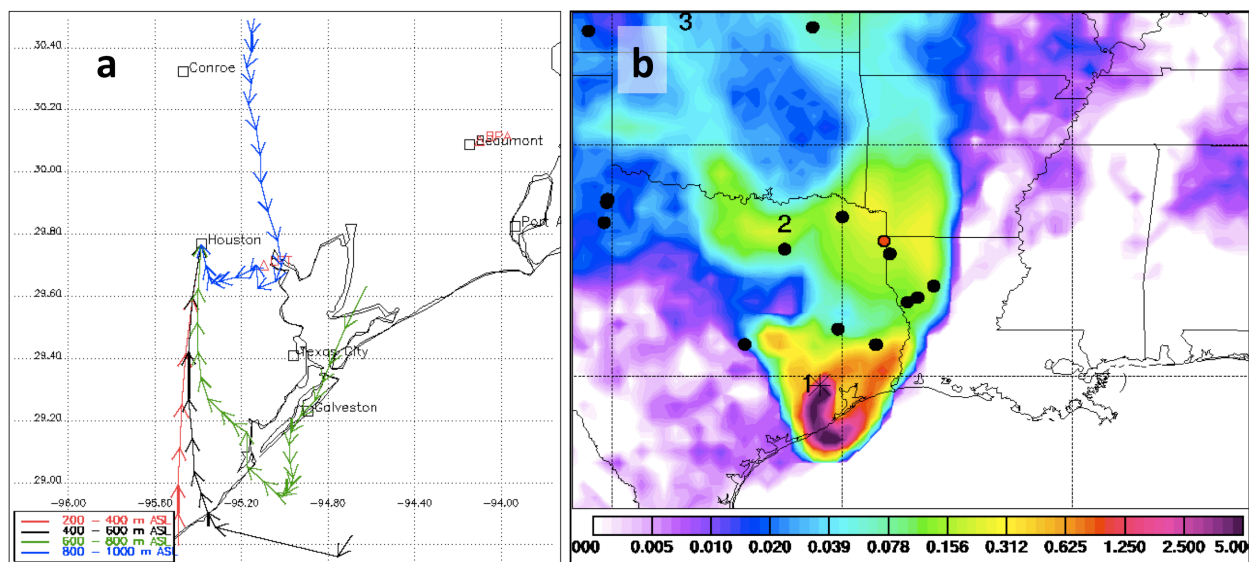 a
30.40
Conroe
30.20
Beaumont
30.00
Port A
29.80
Houston
29.60
29.40
Texas City
29.20
Galveston
29.00
−96.00
−95.60
−95.20
−94.80
−94.40
−94.00
200 − 400 m ASL
400 − 600 m ASL
600 − 800 m ASL
800 − 1000 m ASL
b
3
2
1
000
0.005
0.010
0.020
0.039
0.078
0.156
0.312
0.625
1.250
2.500
5.00